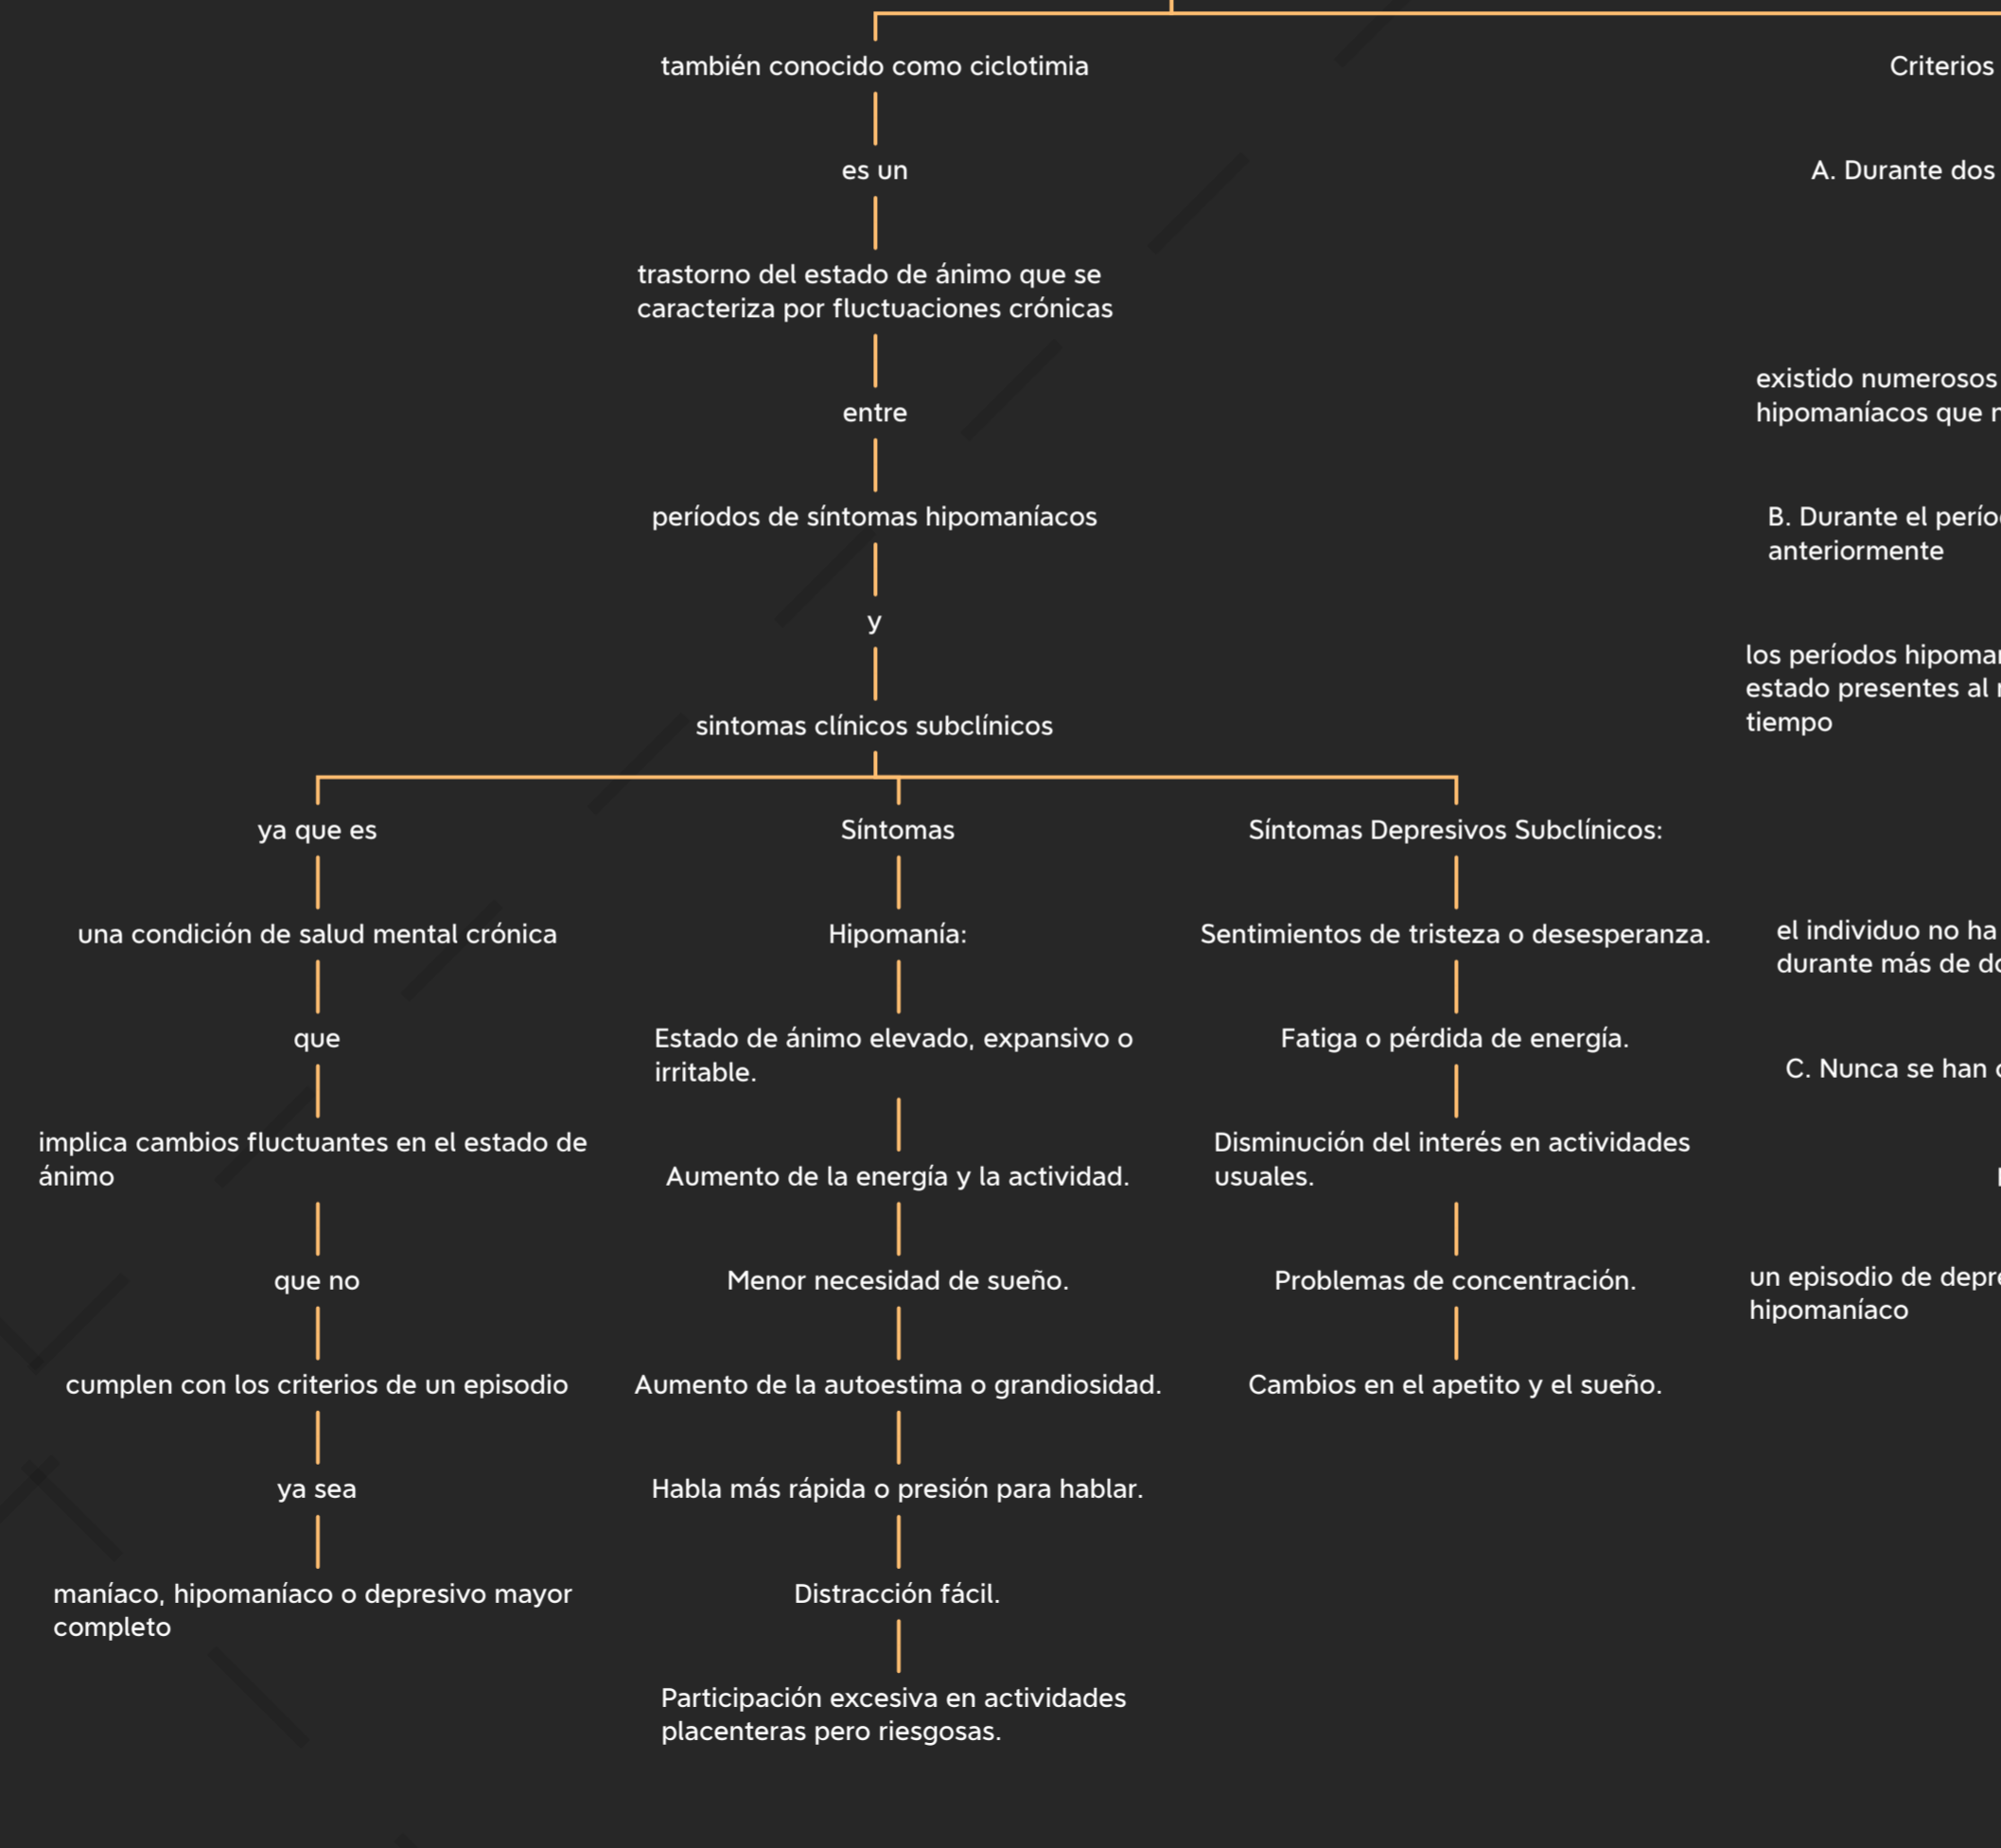 también conocido como ciclotimia
es un
trastorno del estado de ánimo que se
caracteriza por fluctuaciones crónicas
entre
períodos de síntomas hipomaníacos
y
sintomas clínicos subclínicos
ya que es
una condición de salud mental crónica
que
implica cambios fluctuantes en el estado de
ánimo
que no
cumplen con los criterios de un episodio
ya sea
maníaco, hipomaníaco o depresivo mayor
completo
Síntomas
Hipomanía:
Estado de ánimo elevado, expansivo o
irritable.
Aumento de la energía y la actividad.
Menor necesidad de sueño.
Aumento de la autoestima o grandiosidad.
Habla más rápida o presión para hablar.
Distracción fácil.
Participación excesiva en actividades
placenteras pero riesgosas.
Síntomas Depresivos Subclínicos:
Sentimientos de tristeza o desesperanza.
Fatiga o pérdida de energía.
Disminución del interés en actividades
usuales.
Problemas de concentración.
Cambios en el apetito y el sueño.
Criterios
A. Durante dos
existido numerosos
hipomaníacos que
B. Durante el
anteriormente
los períodos
estado presentes al
tiempo
el individuo no ha
durante más de
C. Nunca se han
un episodio de
hipomaníaco